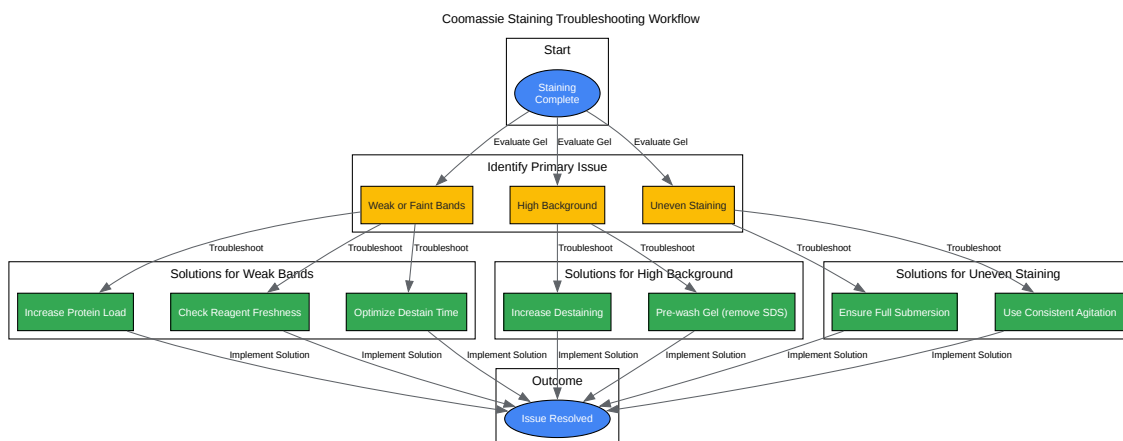 Coomassie Staining Troubleshooting Workflow
Start
Staining
Complete
Evaluate Gel
Evaluate Gel
Evaluate Gel
Identify Primary Issue
Weak or Faint Bands
High Background
Uneven Staining
Troubleshoot
Troubleshoot
Troubleshoot
Troubleshoot
Troubleshoot
Troubleshoot
Troubleshoot
Solutions for Weak Bands
Solutions for High Background
Solutions for Uneven Staining
Increase Protein Load
Check Reagent Freshness
Optimize Destain Time
Increase Destaining
Pre-wash Gel (remove SDS)
Ensure Full Submersion
Use Consistent Agitation
Implement Solution
Implement Solution
Implement Solution
Implement Solution
Implement Solution
Implement Solution
Implement Solution
Outcome
Issue Resolved